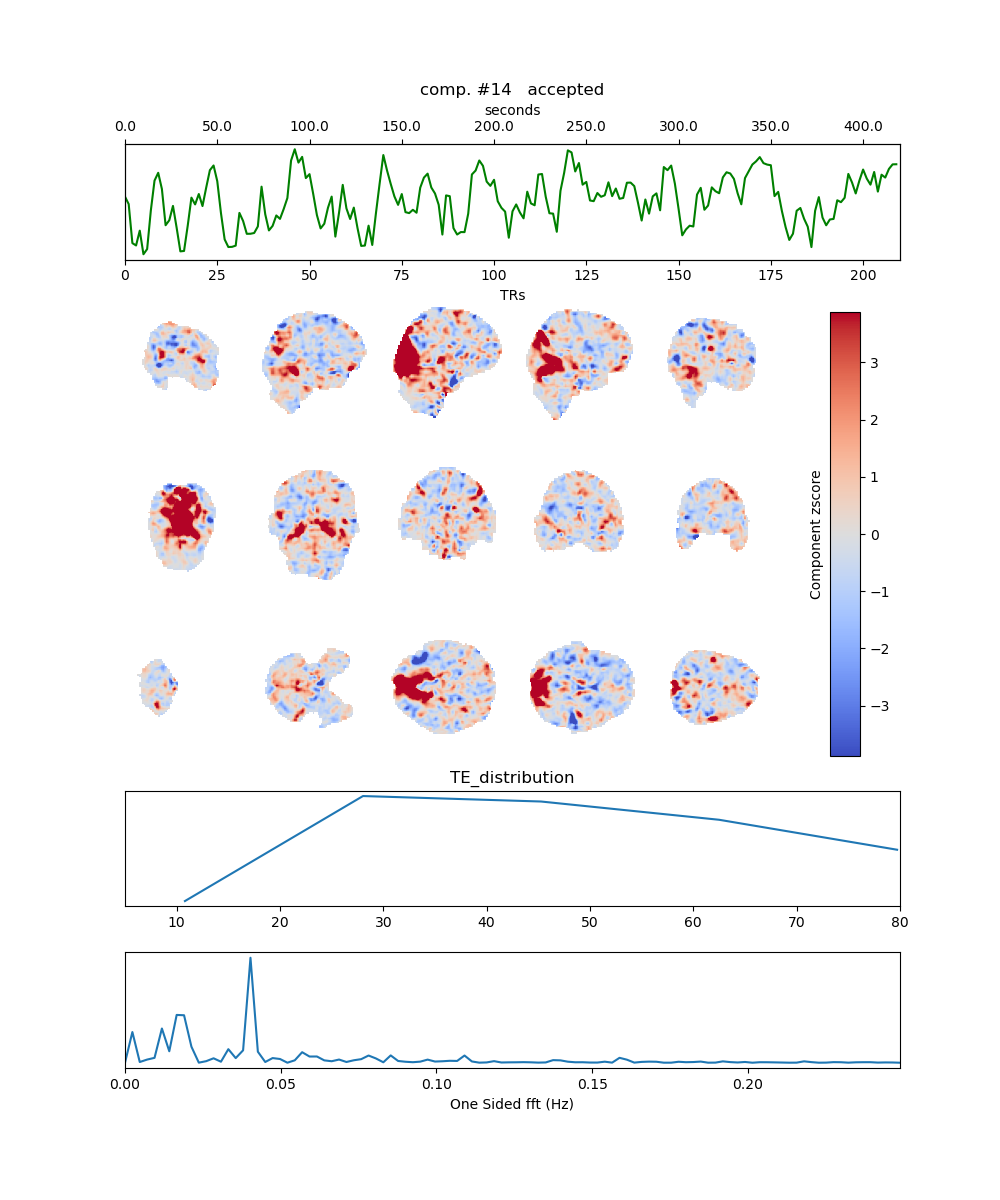 comp. #14   accepted
seconds
0.0 50.0 100.0 150.0 200.0 250.0 300.0 350.0 400.0
0 25 50 75 100 125 150 175 200
TRs
3
2
1
0
−1
−2
−3
Component zscore
TE_distribution
10 20 30 40 50 60 70 80
0.00 0.05 0.10 0.15 0.20
One Sided fft (Hz)